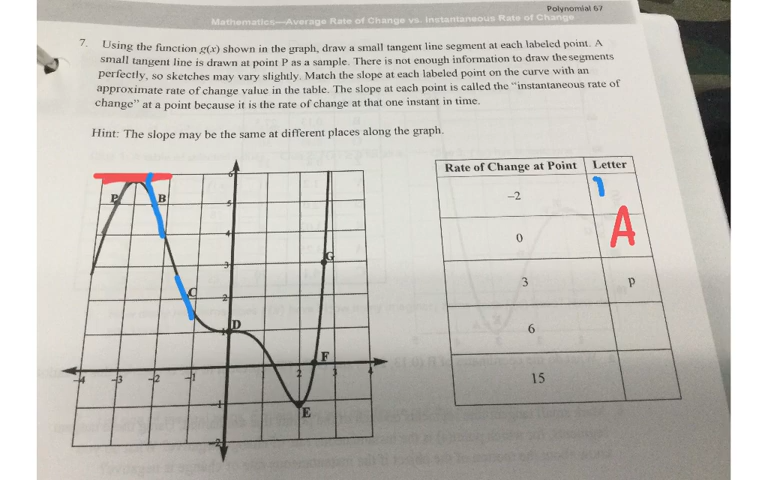 Polynomial 67
Mathematics—Average Rate of Change vs. Instantaneous Rate of Change
7. Using the function g(x) shown in the graph, draw a small tangent line segment at each labeled point. A
small tangent line is drawn at point P as a sample. There is not enough information to draw the segments
perfectly, so sketches may vary slightly. Match the slope at each labeled point on the curve with an
approximate rate of change value in the table. The slope at each point is called the "instantaneous rate of
change" at a point because it is the rate of change at that one instant in time.
Hint: The slope may be the same at different places along the graph.
Rate of Change at Point Letter
-2 1
0 A
3 P
6
15
6
P B 5
4
G
3
C
2
D
F
-4 -3 -2 -1 2 3 4
-1
E
-2